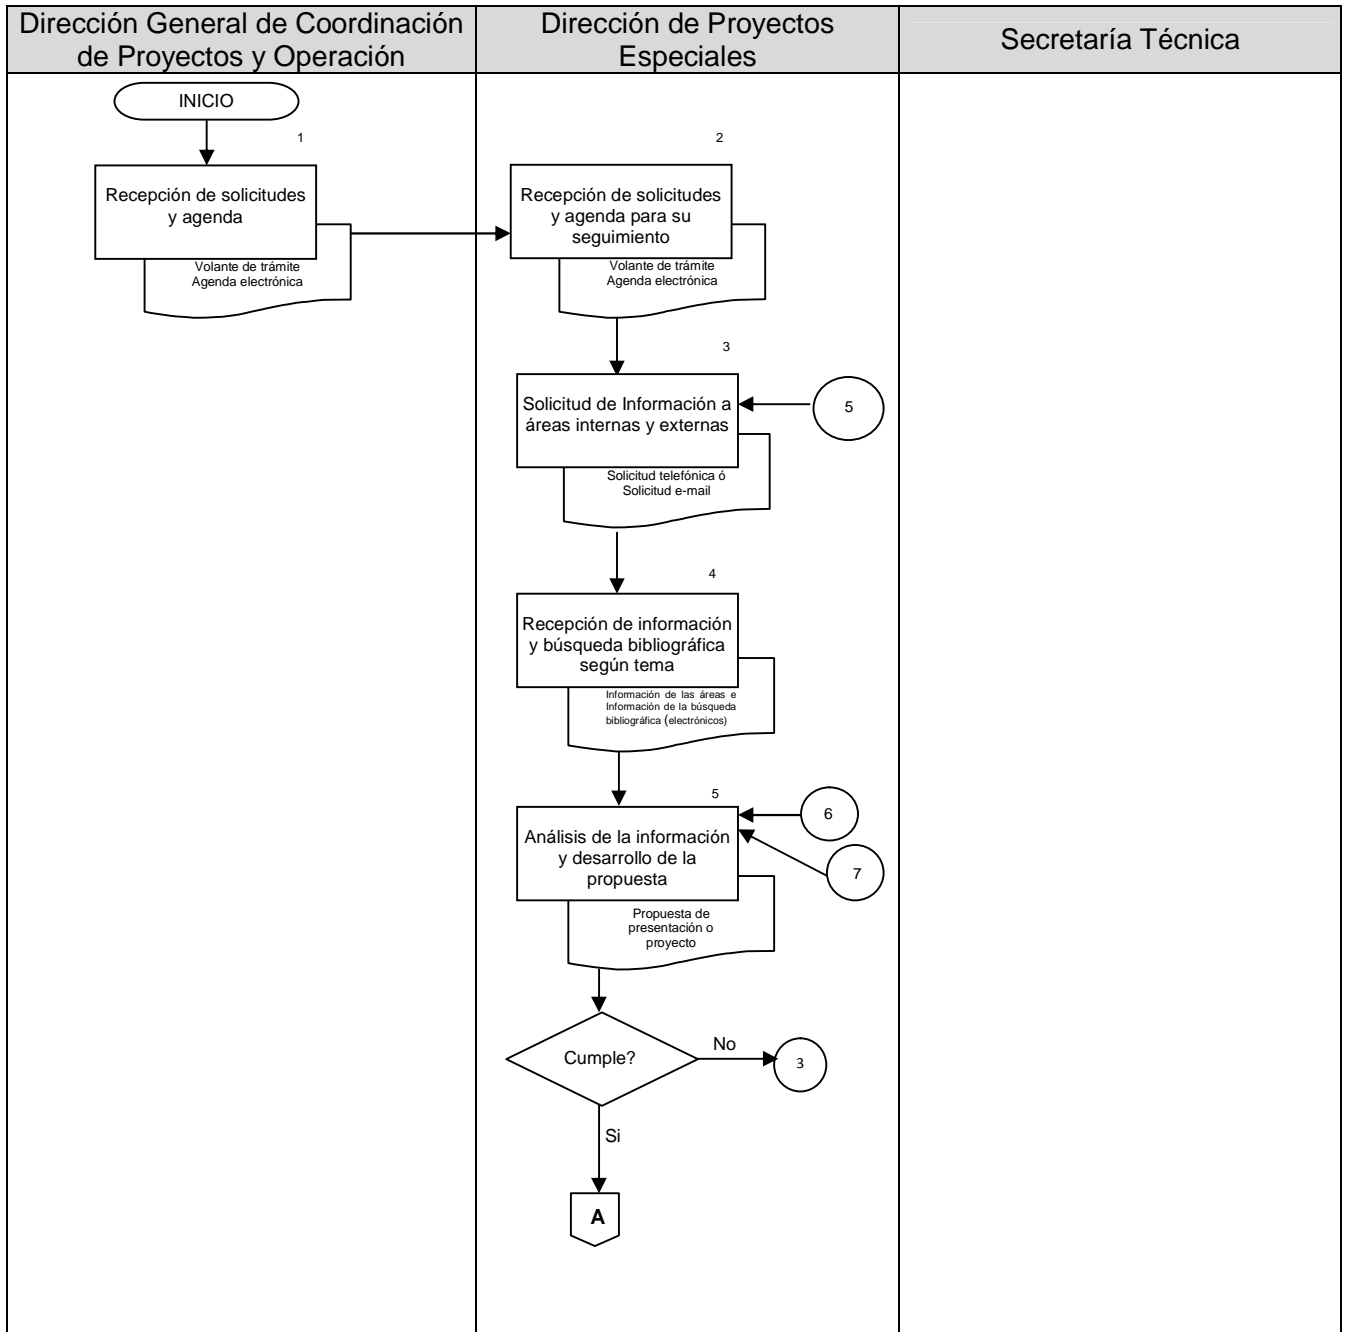 Dirección General de Coordinación
de Proyectos y Operación
Dirección de Proyectos
Especiales
Secretaría Técnica
INICIO
1
Recepción de solicitudes
y agenda
Volante de trámite
Agenda electrónica
2
Recepción de solicitudes
y agenda para su
seguimiento
Volante de trámite
Agenda electrónica
3
Solicitud de Información a
áreas internas y externas
5
Solicitud telefónica ó
Solicitud e-mail
4
Recepción de información
y búsqueda bibliográfica
según tema
Información de las áreas e
Información de la búsqueda
bibliográfica (electrónicos)
5
Análisis de la información
y desarrollo de la
propuesta
6
7
Propuesta de
presentación o
proyecto
Cumple?
No
3
Si
A